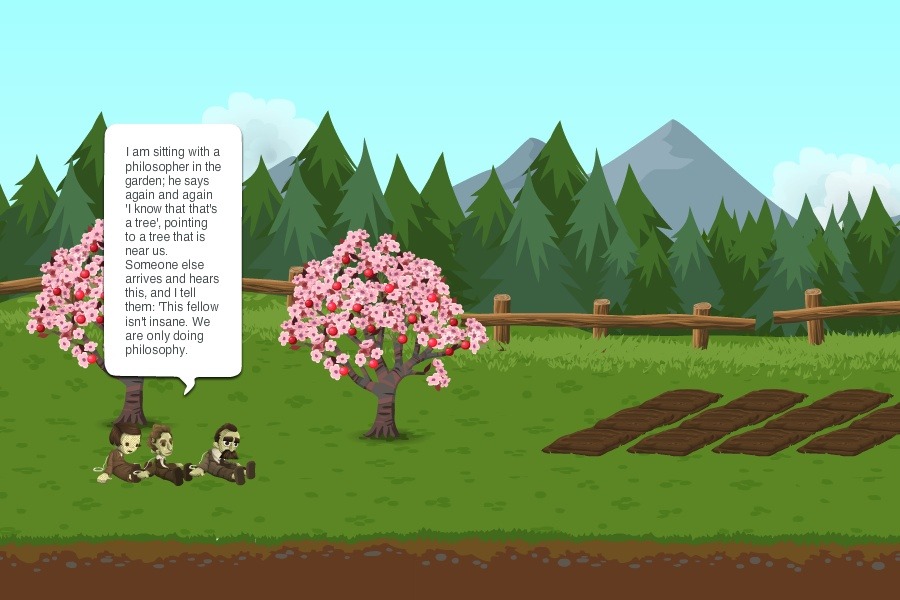 I am sitting with a
philosopher in the
garden; he says
again and again
'I know that that's
a tree', pointing
to a tree that is
near us.
Someone else
arrives and hears
this, and I tell
them: 'This fellow
isn't insane. We
are only doing
philosophy.